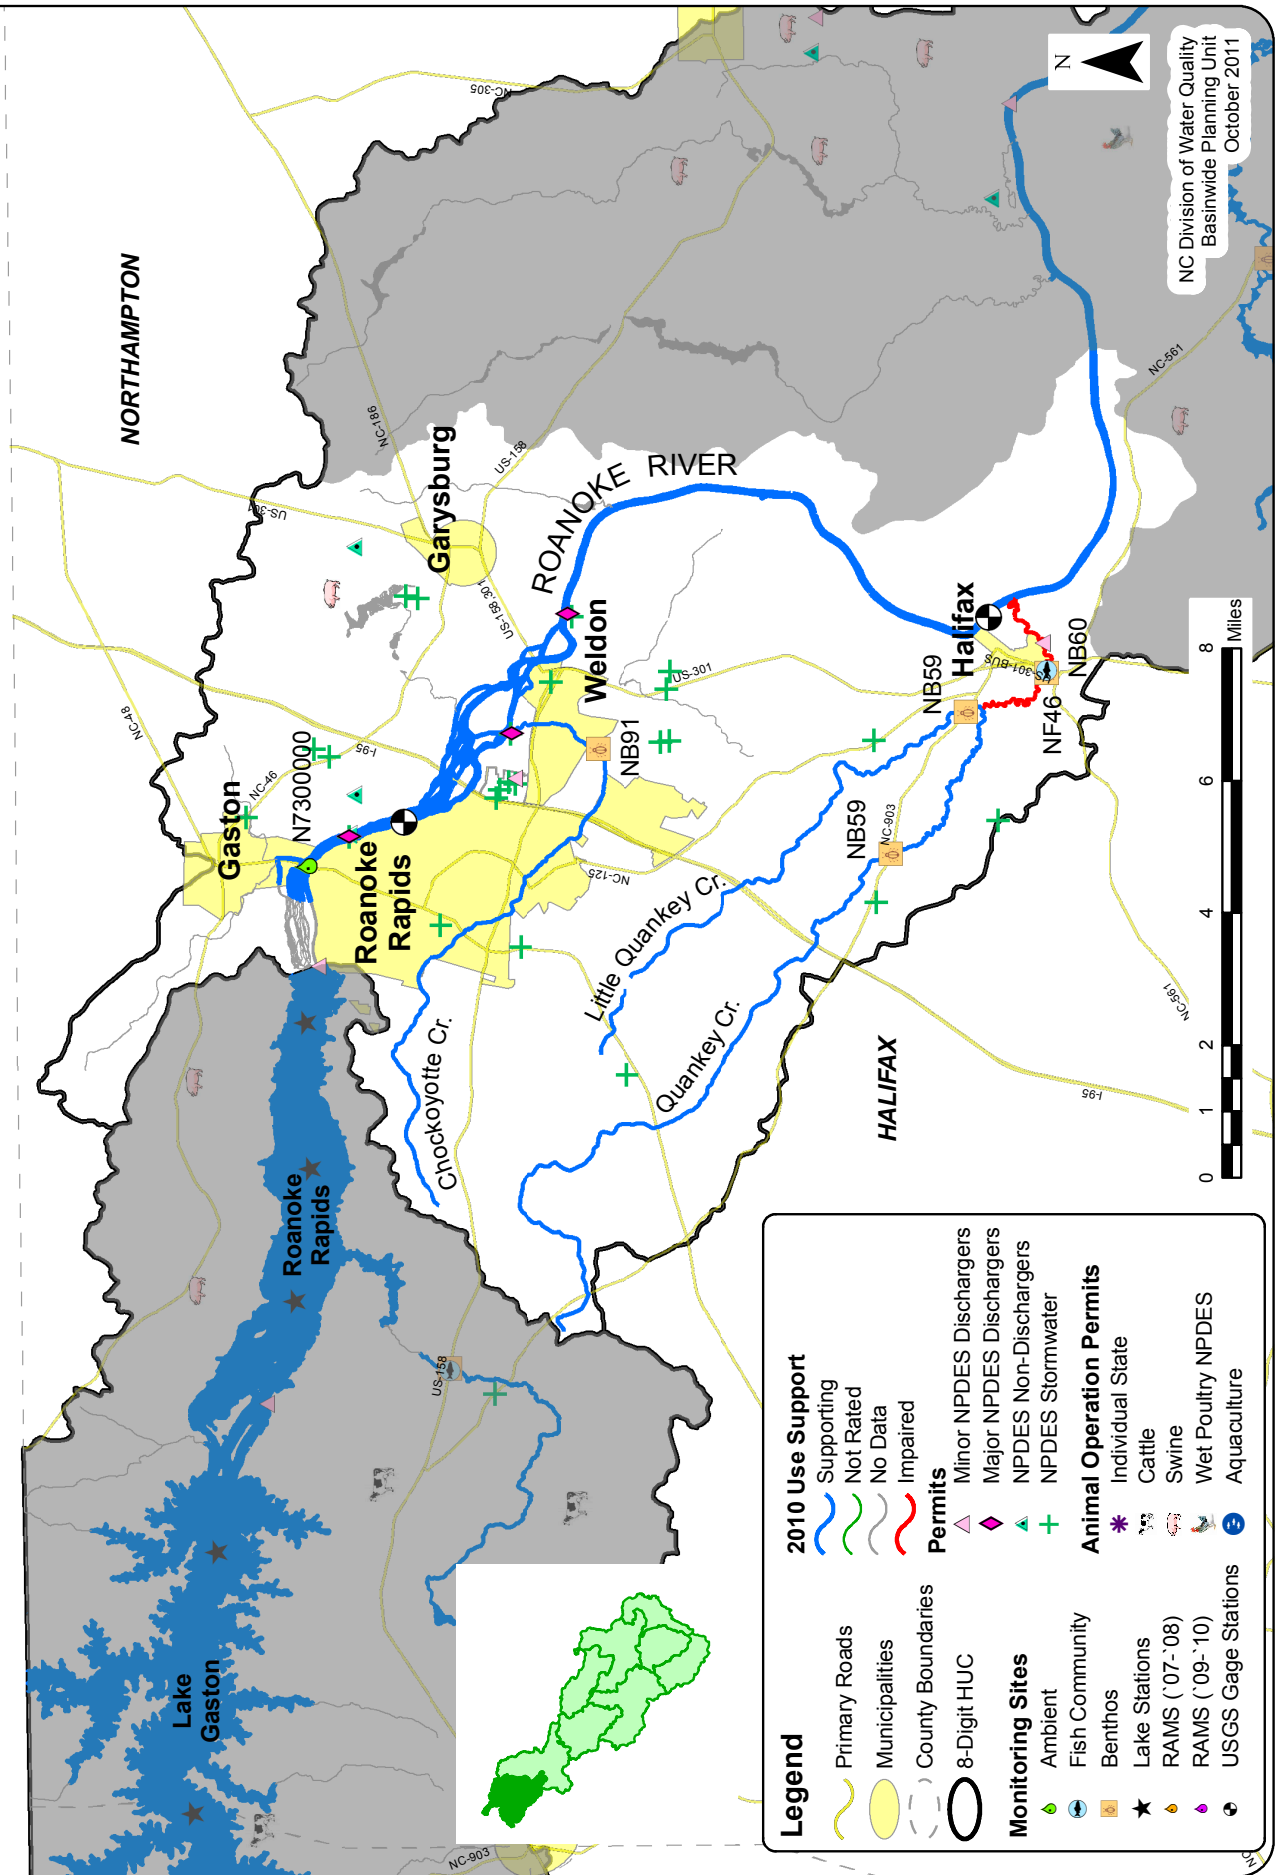 NORTHAMPTON
NC-305
NC-186
NC-48
US-301
US-158
Garysburg
US-158,301
ROANOKE RIVER
Gaston
NC-46
N7300000
I-95
Roanoke
Rapids
Weldon
NB91
US-301
NC-125
Chockoyotte Cr.
Little Quankey Cr.
Quankey Cr.
NB59
NC-903
NB59
Halifax
US-301-BUS
NF46
NB60
NC-561
NC-561
I-95
HALIFAX
Roanoke
Rapids
US-158
Lake
Gaston
NC-903
N
NC Division of Water Quality
Basinwide Planning Unit
October 2011
0 1 2 4 6 8
Miles
Legend
Primary Roads
Municipalities
County Boundaries
8-Digit HUC
Monitoring Sites
Ambient
Fish Community
Benthos
Lake Stations
RAMS (`07-`08)
RAMS (`09-`10)
USGS Gage Stations
2010 Use Support
Supporting
Not Rated
No Data
Impaired
Permits
Minor NPDES Dischargers
Major NPDES Dischargers
NPDES Non-Dischargers
NPDES Stormwater
Animal Operation Permits
Individual State
Cattle
Swine
Wet Poultry NPDES
Aquaculture